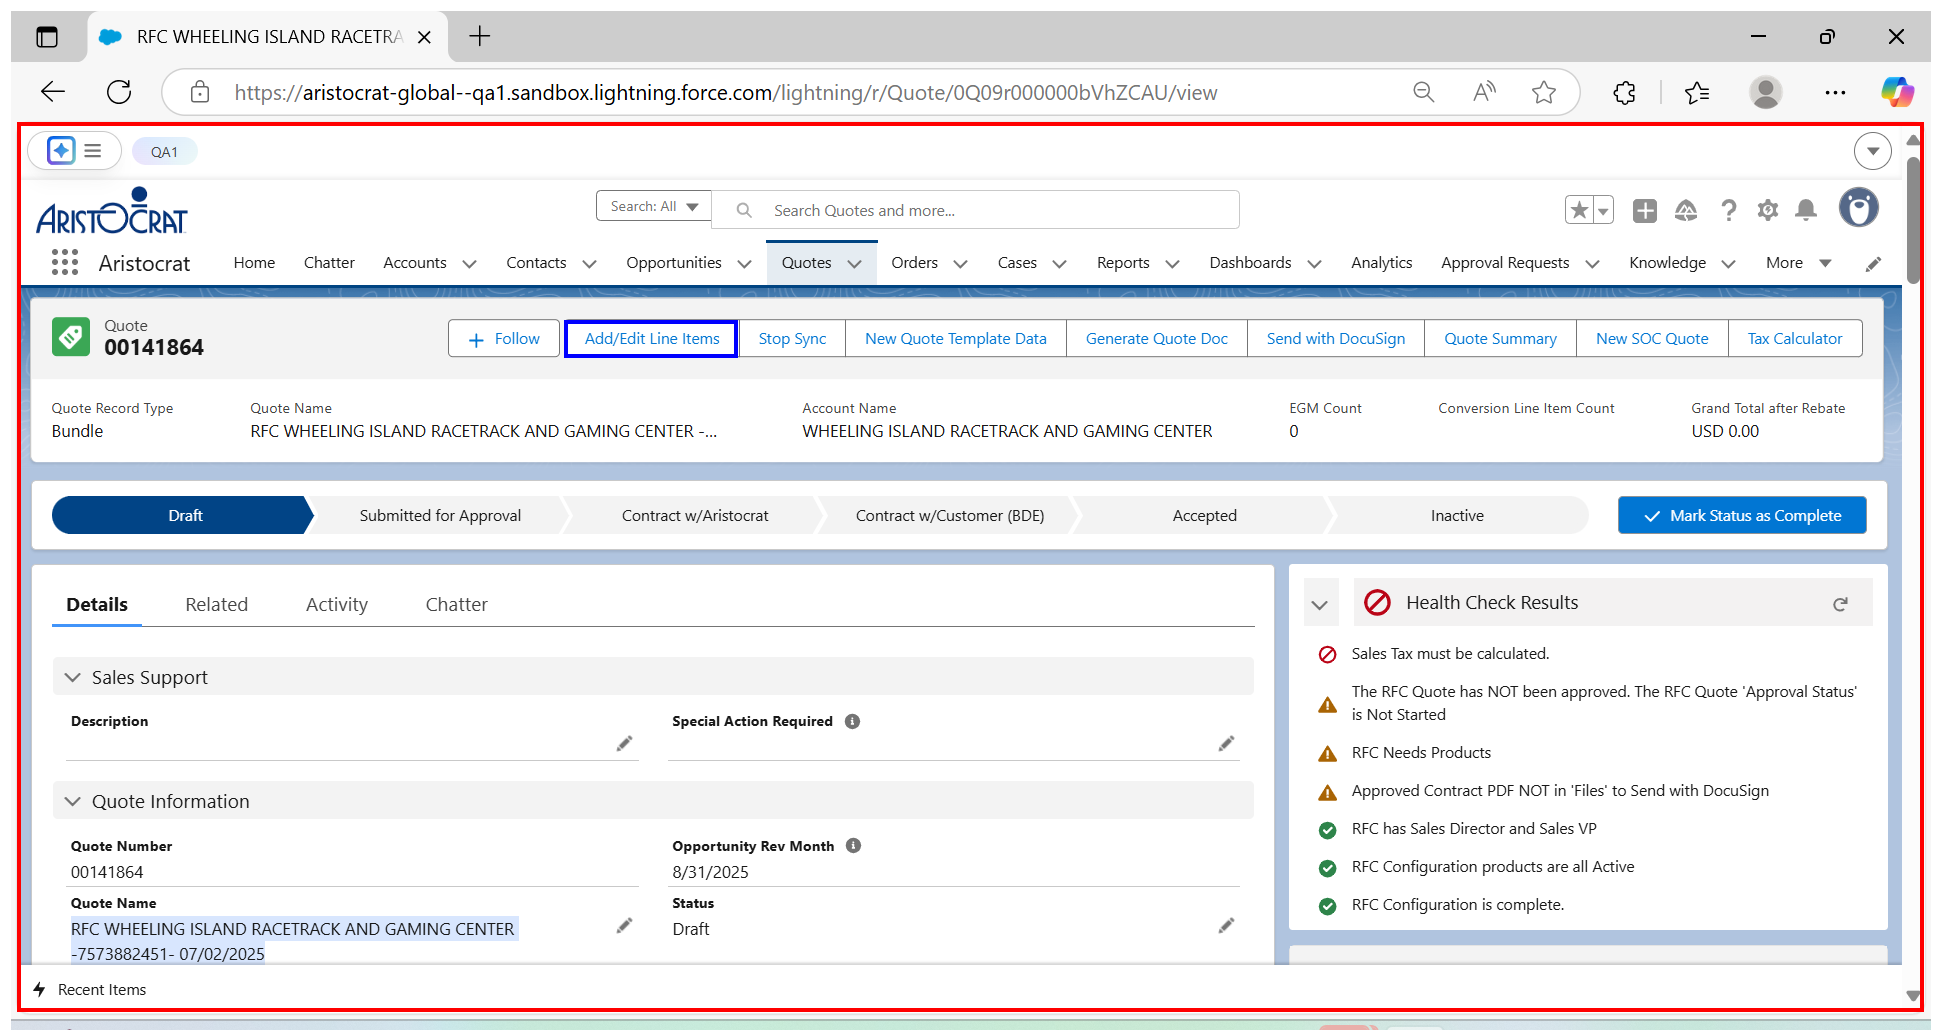 RFC WHEELING ISLAND RACETRA
https://aristocrat-global--qa1.sandbox.lightning.force.com/lightning/r/Quote/0Q09r000000bVhZCAU/view
QA1
ARISTOCRAT
Search: All
Search Quotes and more...
Aristocrat
Home Chatter Accounts Contacts Opportunities Quotes Orders Cases Reports Dashboards Analytics Approval Requests Knowledge More
Quote
00141864
Follow Add/Edit Line Items Stop Sync New Quote Template Data Generate Quote Doc Send with DocuSign Quote Summary New SOC Quote Tax Calculator
Quote Record Type Quote Name Account Name EGM Count Conversion Line Item Count Grand Total after Rebate
Bundle RFC WHEELING ISLAND RACETRACK AND GAMING CENTER -... WHEELING ISLAND RACETRACK AND GAMING CENTER 0 USD 0.00
Draft Submitted for Approval Contract w/Aristocrat Contract w/Customer (BDE) Accepted Inactive Mark Status as Complete
Details Related Activity Chatter
Sales Support
Description Special Action Required
Quote Information
Quote Number Opportunity Rev Month
00141864 8/31/2025
Quote Name Status
RFC WHEELING ISLAND RACETRACK AND GAMING CENTER Draft
-7573882451- 07/02/2025
Health Check Results
Sales Tax must be calculated.
The RFC Quote has NOT been approved. The RFC Quote 'Approval Status'
is Not Started
RFC Needs Products
Approved Contract PDF NOT in 'Files' to Send with DocuSign
RFC has Sales Director and Sales VP
RFC Configuration products are all Active
RFC Configuration is complete.
Recent Items